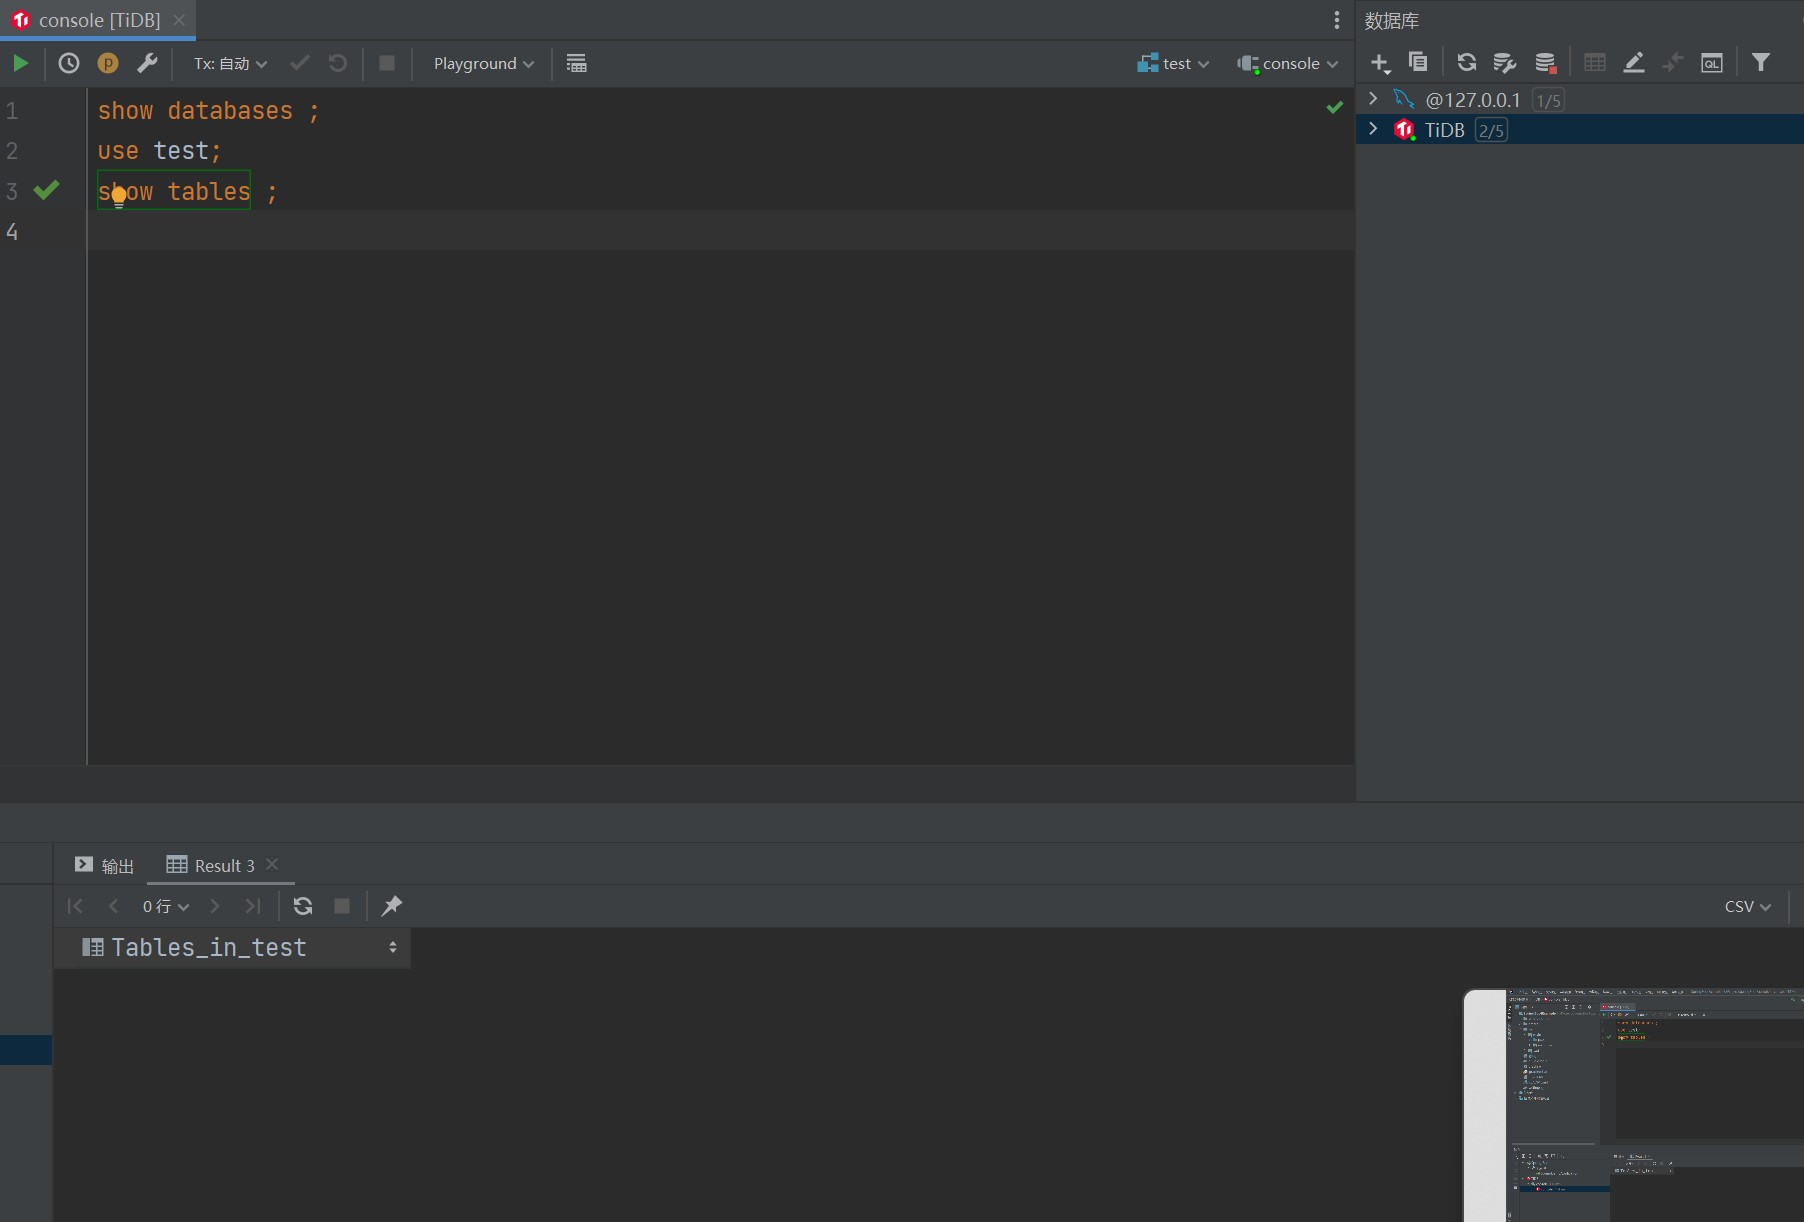 console [TiDB]
数据库
Tx: 自动
Playground
test
console
1 show databases ;
2 use test;
3 show tables ;
4
@127.0.0.1 1/5
TiDB 2/5
输出
Result 3
0 行
CSV
Tables_in_test